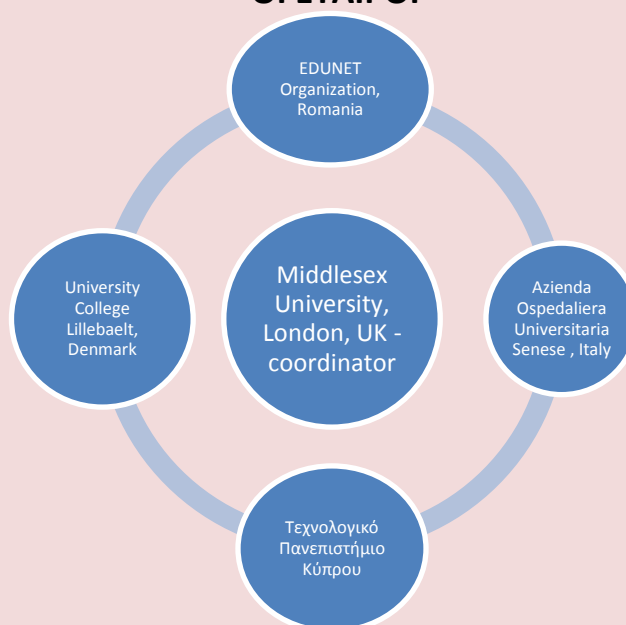 EDUNET
Organization,
Romania
University
College
Lillebaelt,
Denmark
Middlesex
University,
London, UK -
coordinator
Azienda
Ospedaliera
Universitaria
Senese , Italy
Τεχνολογικό
Πανεπιστήμιο
Κύπρου